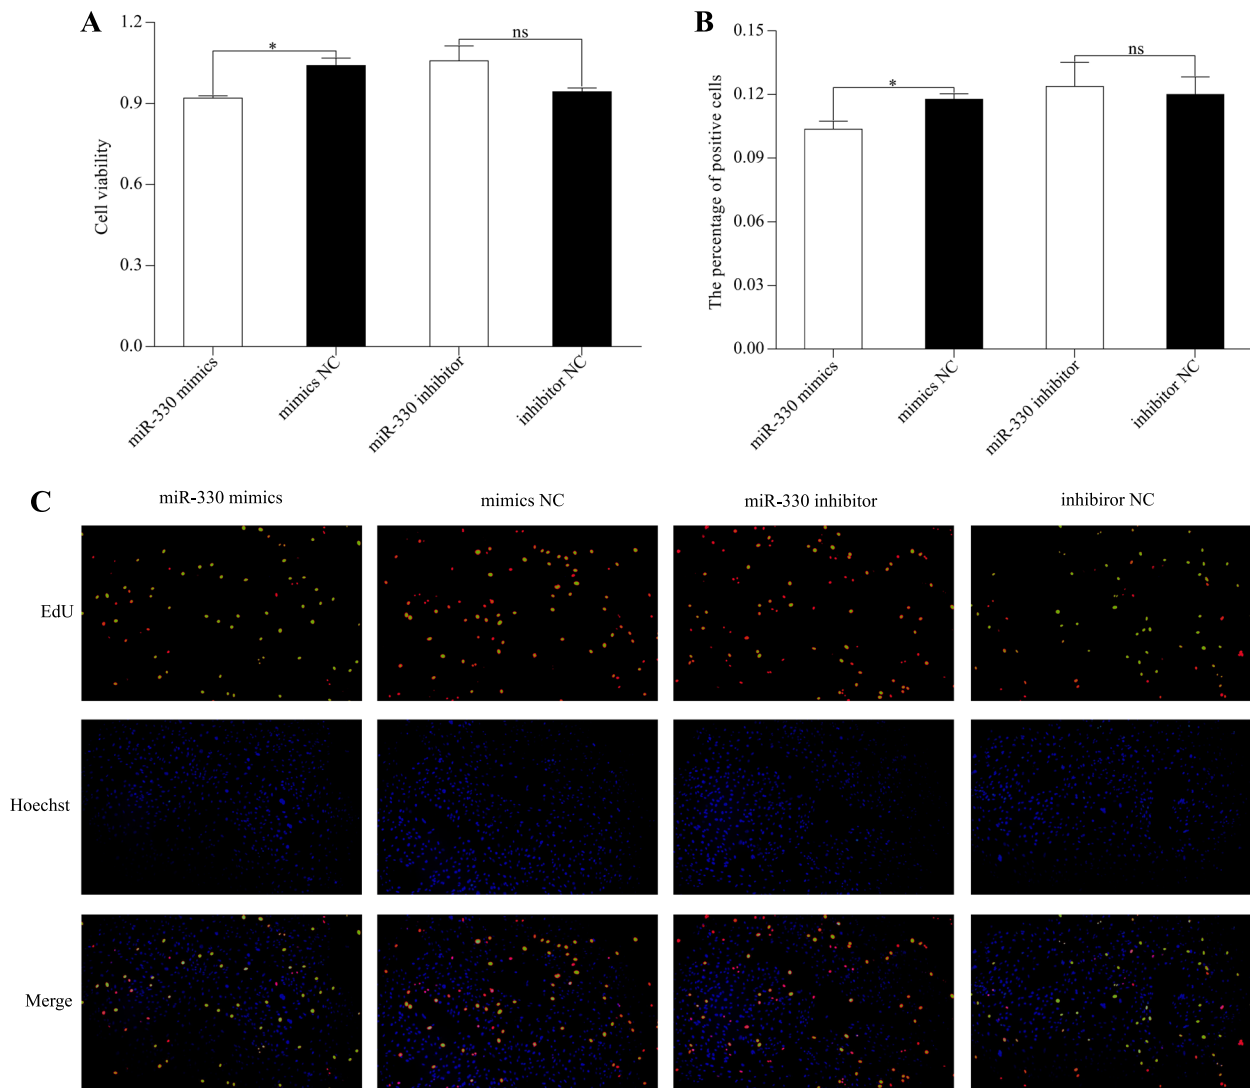 A
1.2
0.9
0.6
0.3
0.0
Cell viability
*
ns
miR-330 mimics
mimics NC
miR-330 inhibitor
inhibitor NC
B
0.15
0.12
0.09
0.06
0.03
0.00
The percentage of positive cells
*
ns
miR-330 mimics
mimics NC
miR-330 inhibitor
inhibitor NC
C
miR-330 mimics
mimics NC
miR-330 inhibitor
inhibiror NC
EdU
Hoechst
Merge